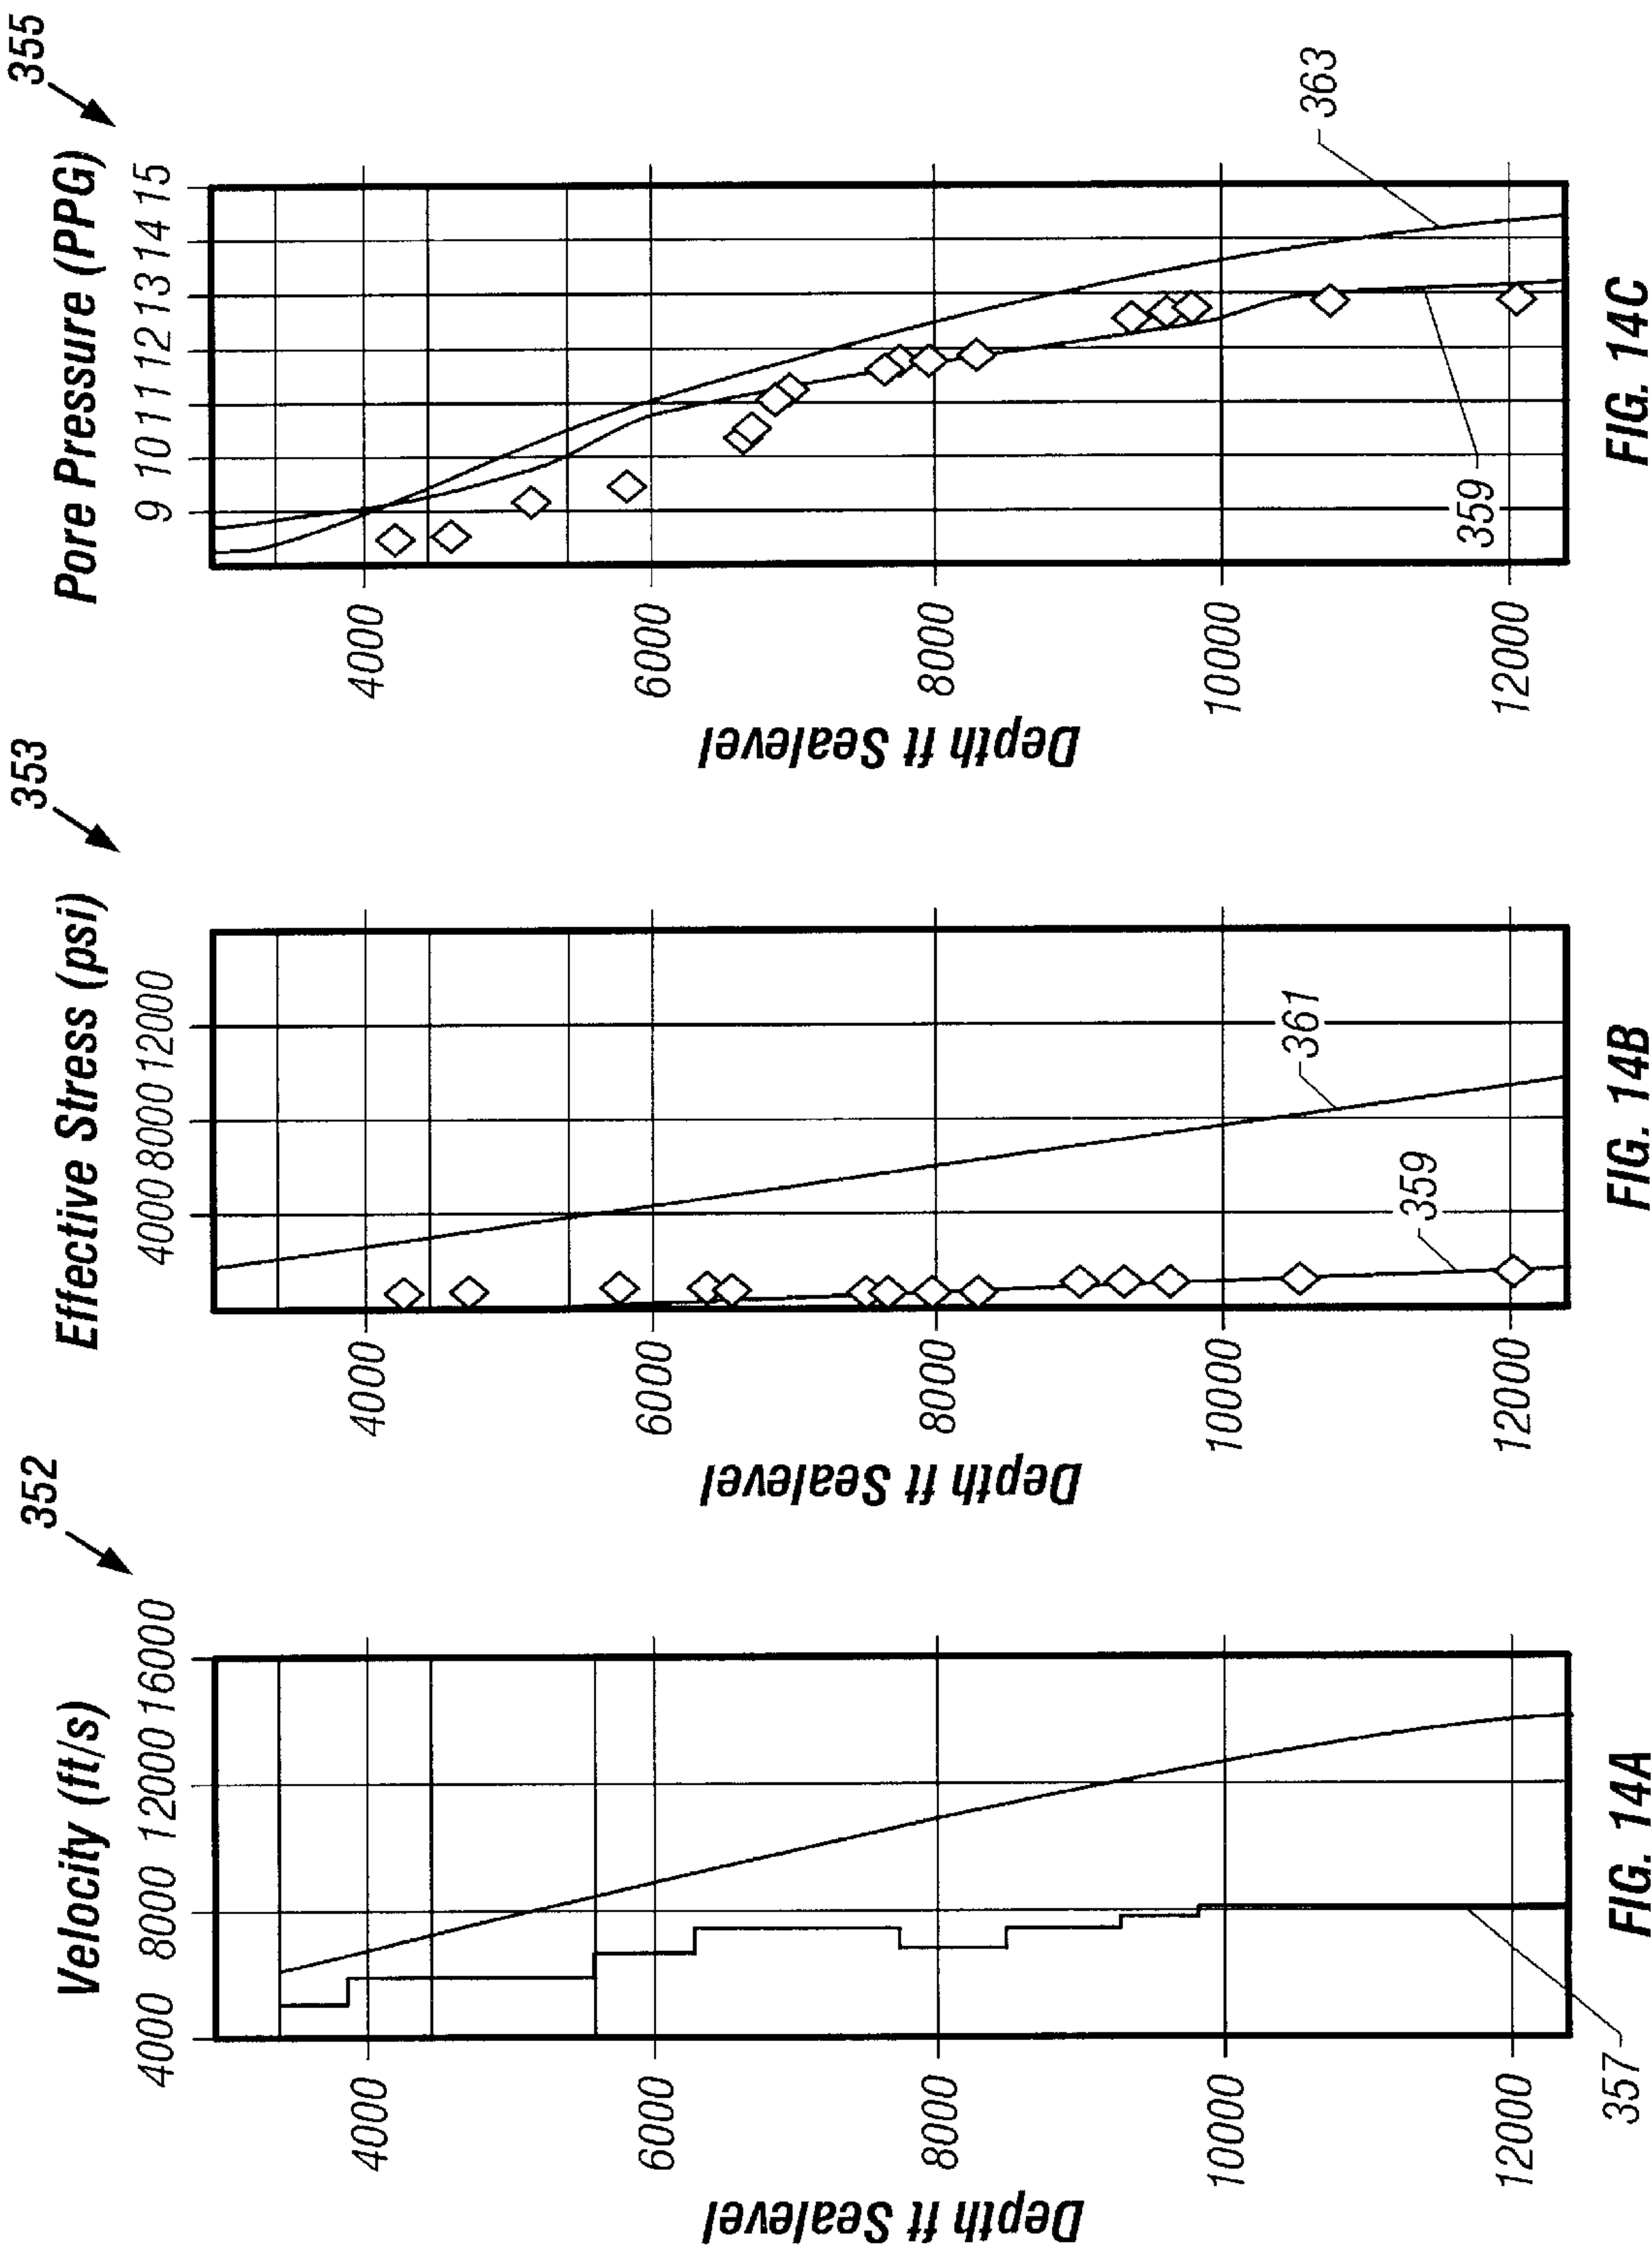 352
Velocity (ft/s)
4000 8000 12000 16000
Depth ft Sealevel
4000
6000
8000
10000
12000
357
FIG. 14A
353
Effective Stress (psi)
4000 8000 12000
Depth ft Sealevel
4000
6000
8000
10000
12000
361
359
FIG. 14B
355
Pore Pressure (PPG)
9 10 11 12 13 14 15
Depth ft Sealevel
4000
6000
8000
10000
12000
363
359
FIG. 14C